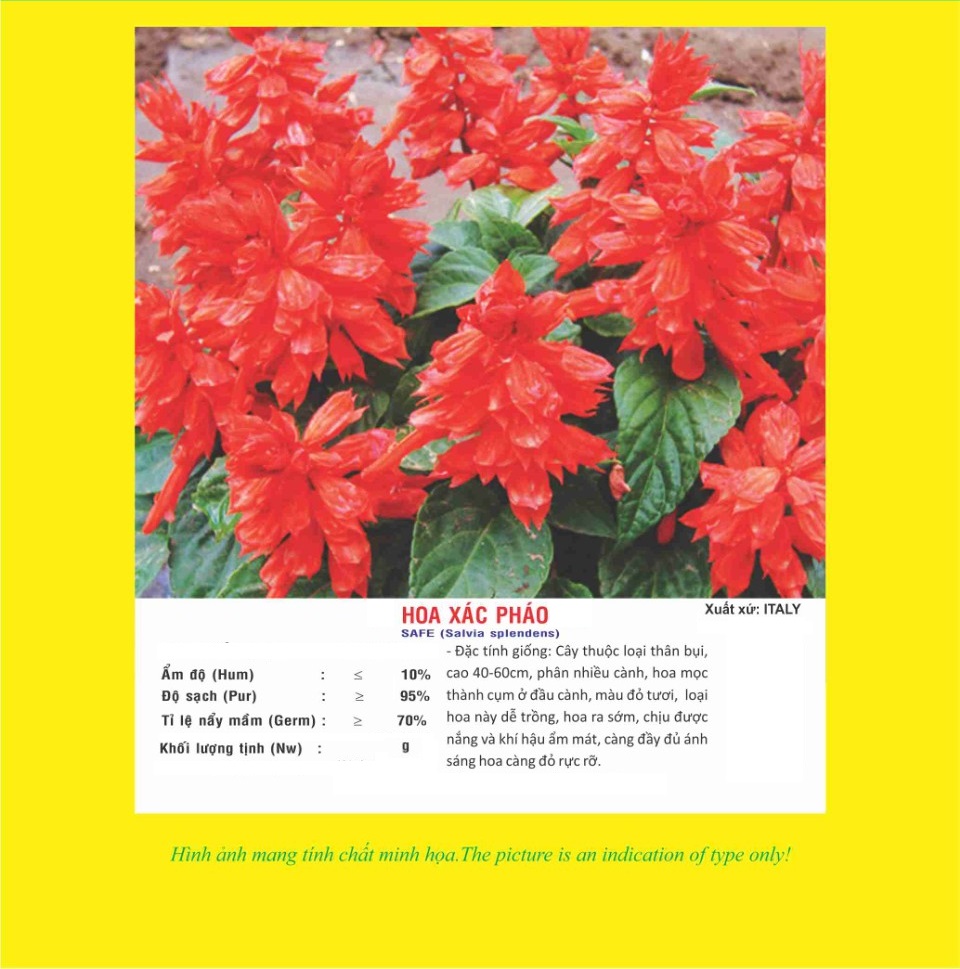 HOA XÁC PHÁO
Xuất xứ: ITALY
SAFE (Salvia splendens)
Ẩm độ (Hum) : ≤ 10%
Độ sạch (Pur) : ≥ 95%
Tỉ lệ nẩy mầm (Germ) : ≥ 70%
Khối lượng tịnh (Nw) : g
- Đặc tính giống: Cây thuộc loại thân bụi,
cao 40-60cm, phân nhiều cành, hoa mọc
thành cụm ở đầu cành, màu đỏ tươi, loại
hoa này dễ trồng, hoa ra sớm, chịu được
nắng và khí hậu ẩm mát, càng đầy đủ ánh
sáng hoa càng đỏ rực rỡ.
Hình ảnh mang tính chất minh họa.The picture is an indication of type only!